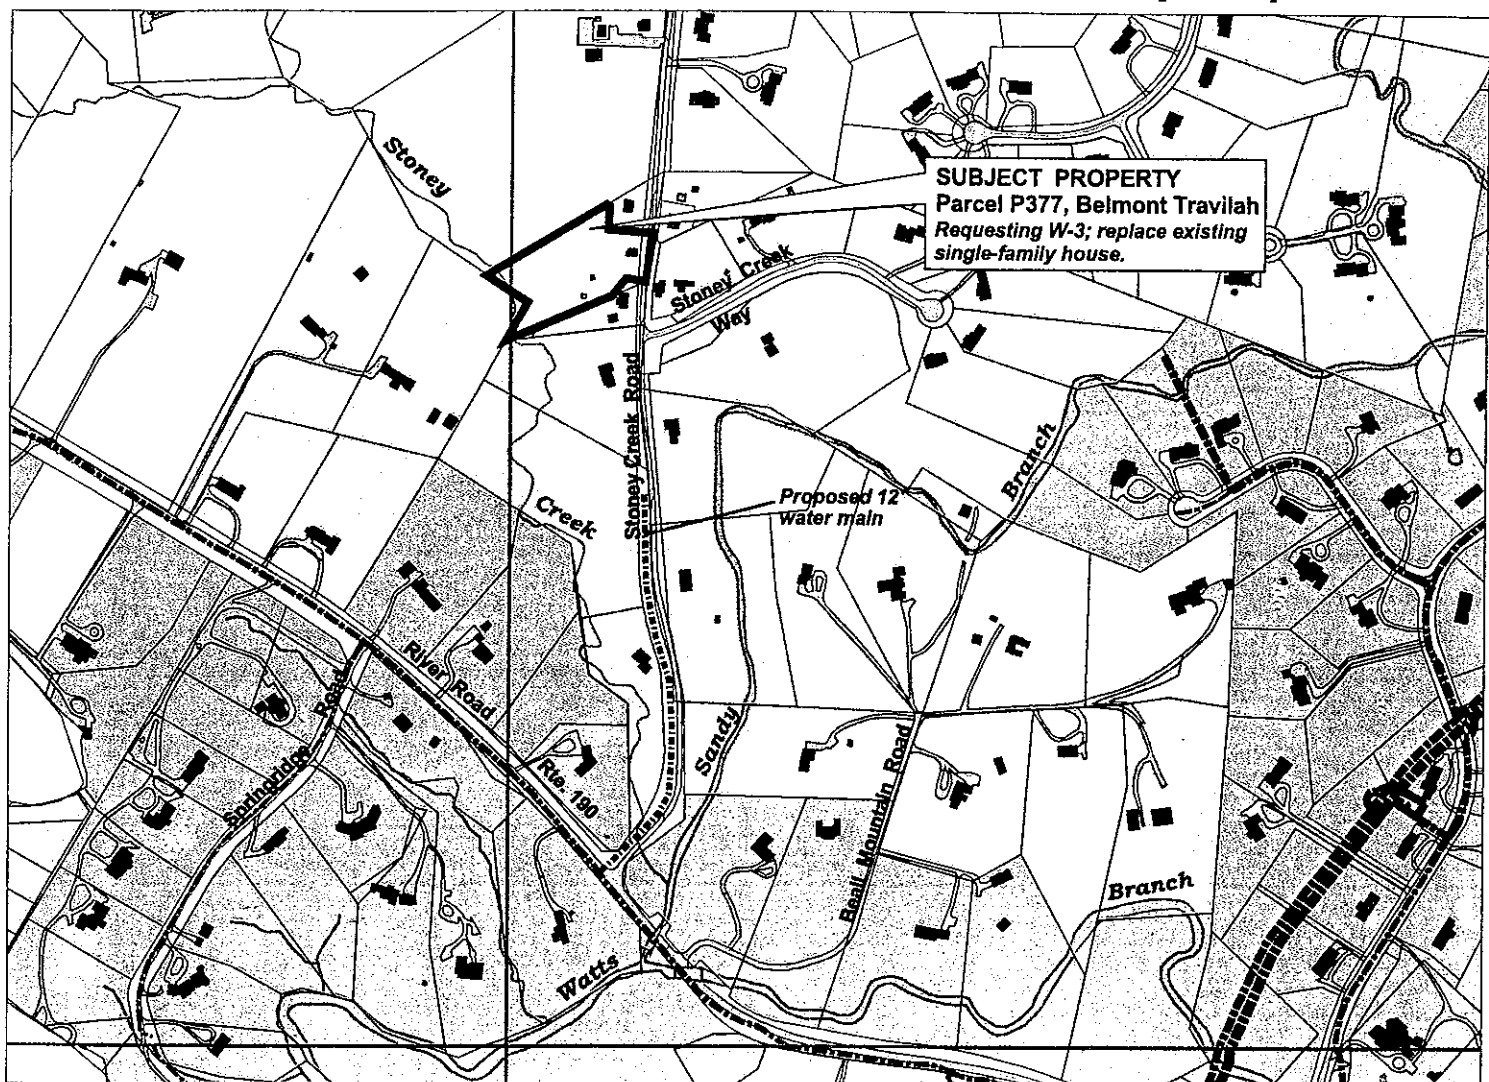 Stoney
SUBJECT PROPERTY
Parcel P377, Belmont Travilah
Requesting W-3; replace existing
single-family house.
Stoney Creek
Way
Stoney Creek Road
Branch
Proposed 12"
water main
Creek
River Road
Springridge Road
Rte. 190
Sandy
Beall Mountain Road
Branch
Watts